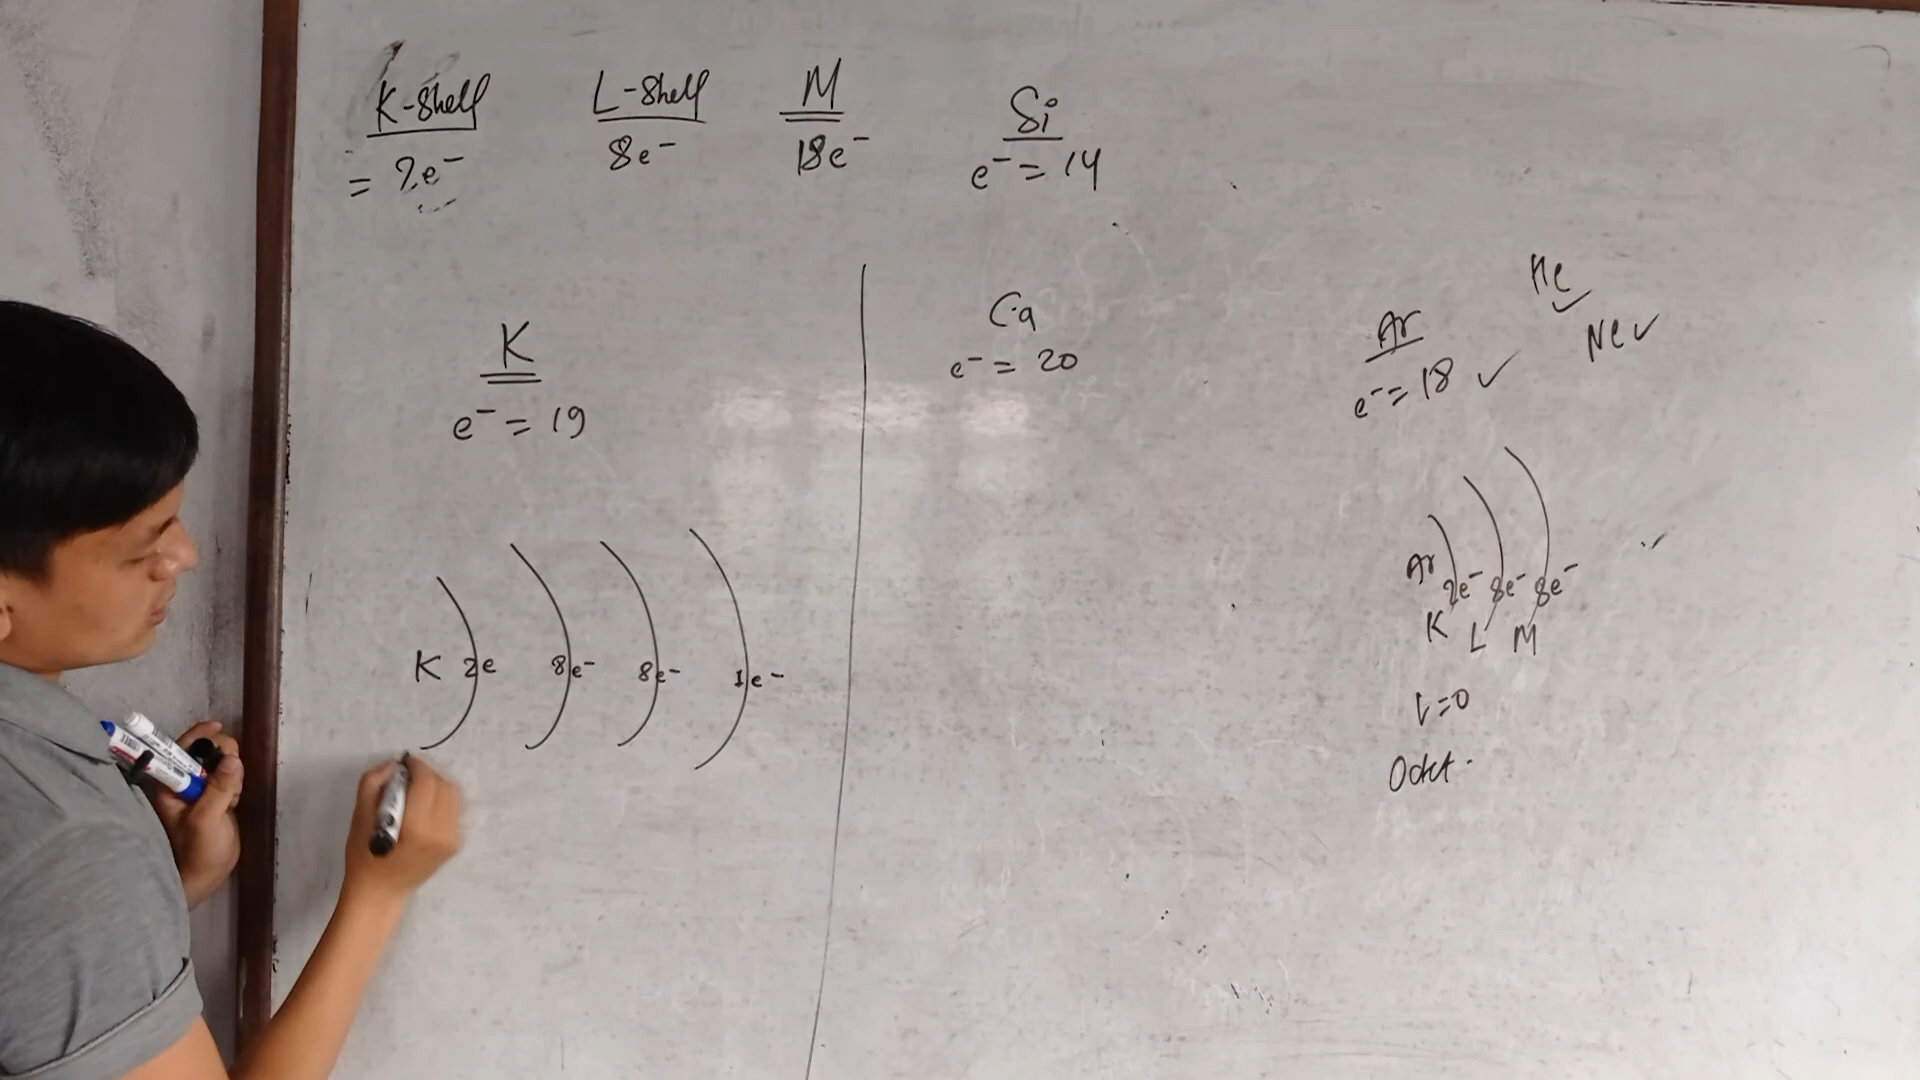 K-Shell L-Shell M Si
= 2e⁻ 8e⁻ 18e⁻ e⁻ = 14
K
e⁻ = 19
K 2e 8e⁻ 8e⁻ 1e⁻
Ca
e⁻ = 20
He ✓
Ne ✓
Ar
e⁻ = 18 ✓
Ar 2e⁻ 8e⁻ 8e⁻
K L M
Octet.